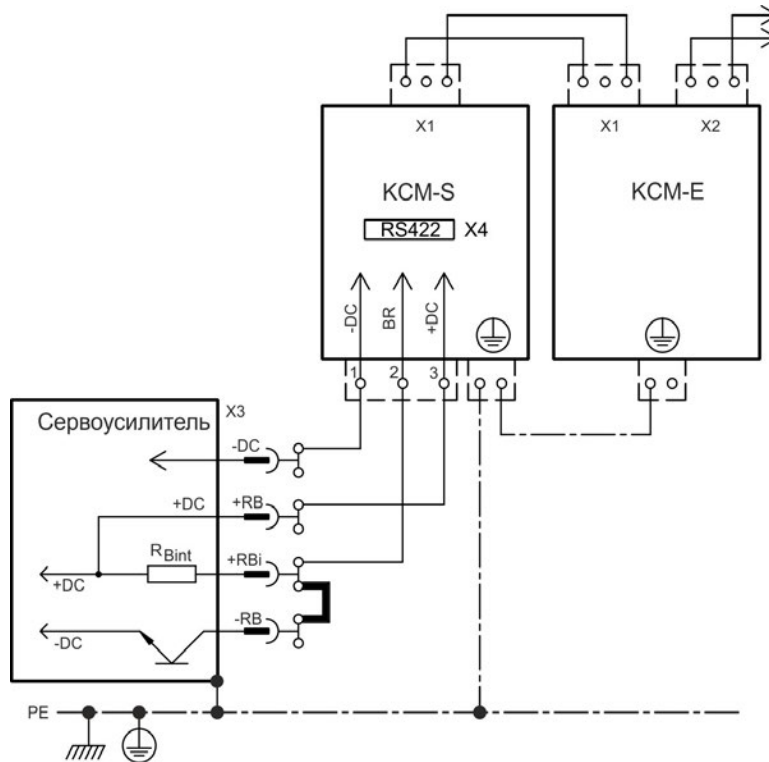 X1
X1
X2
KCM-S
KCM-E
RS422 X4
-DC
BR
+DC
1
2
3
Сервоусилитель
X3
-DC
+DC
+RB
RBint
+RBi
+DC
-RB
-DC
PE